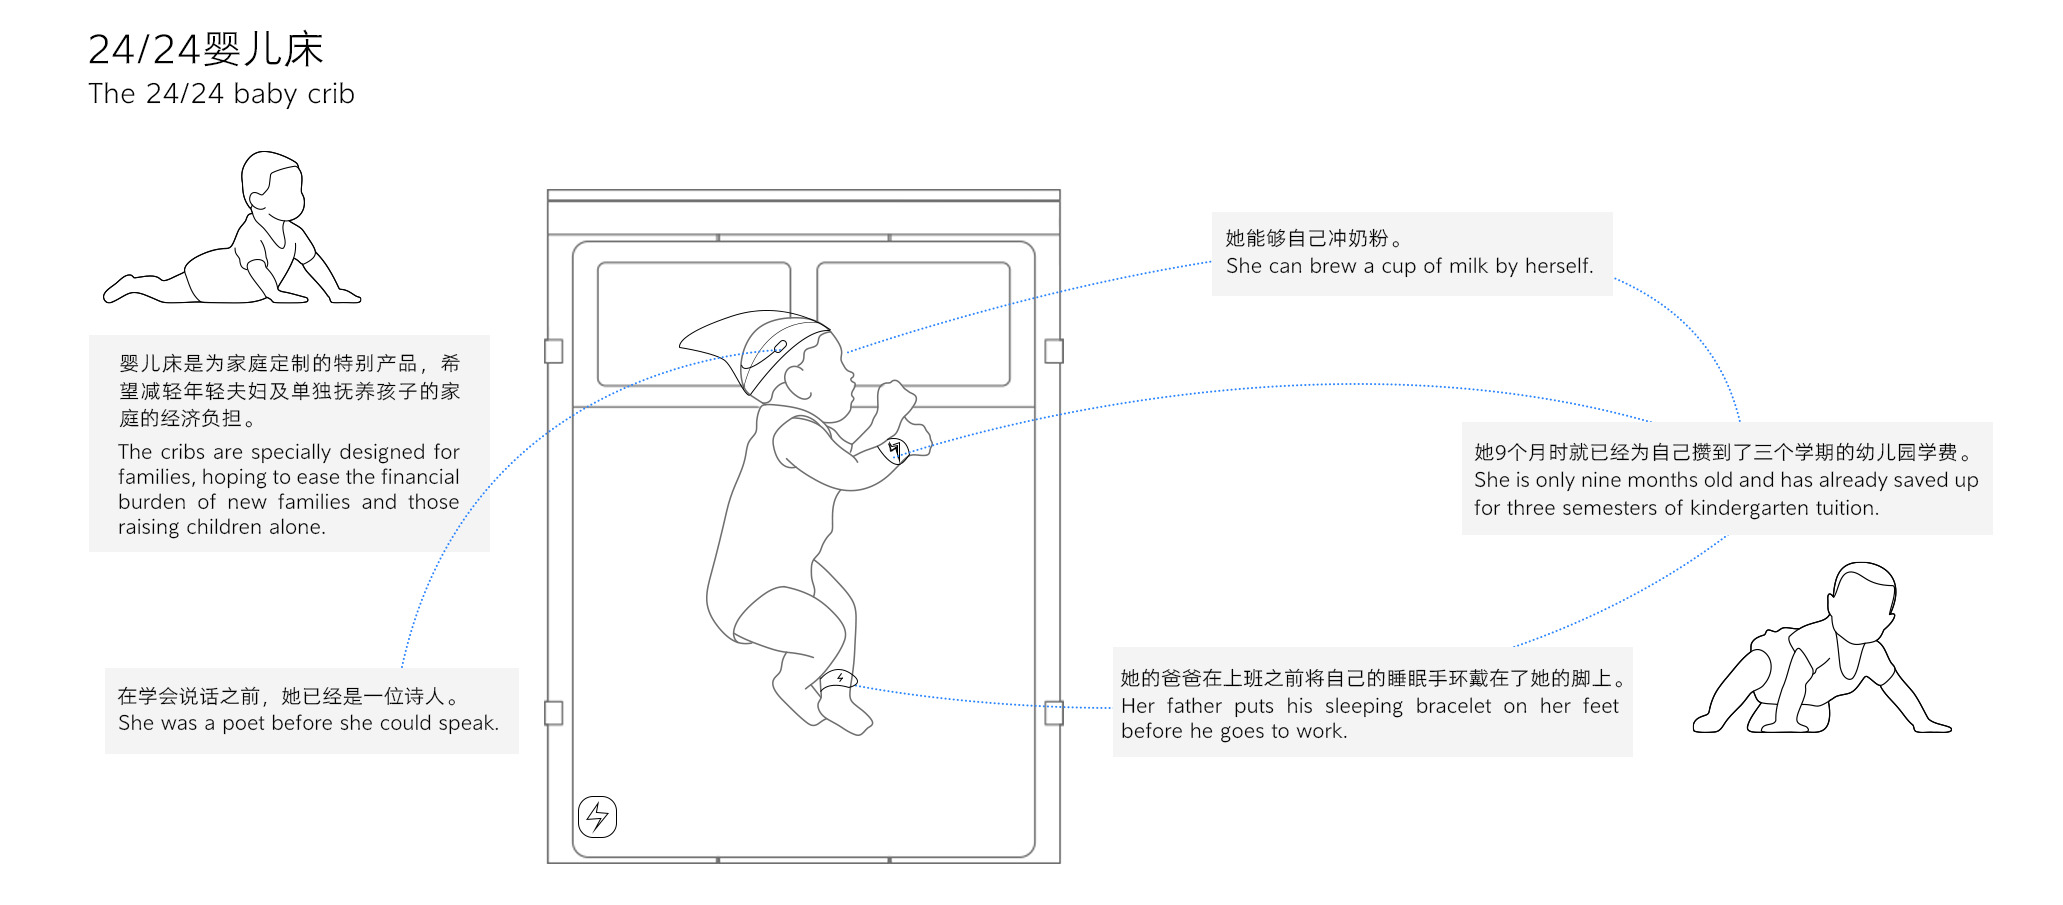 24/24婴儿床
The 24/24 baby crib
婴儿床是为家庭定制的特别产品，希
望减轻年轻夫妇及单独抚养孩子的家
庭的经济负担。
The cribs are specially designed for
families, hoping to ease the financial
burden of new families and those
raising children alone.
在学会说话之前，她已经是一位诗人。
She was a poet before she could speak.
她能够自己冲奶粉。
She can brew a cup of milk by herself.
她9个月时就已经为自己攒到了三个学期的幼儿园学费。
She is only nine months old and has already saved up
for three semesters of kindergarten tuition.
她的爸爸在上班之前将自己的睡眠手环戴在了她的脚上。
Her father puts his sleeping bracelet on her feet
before he goes to work.